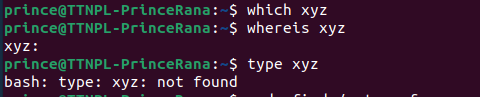 prince@TTNPL-PrinceRana:~$ which xyz
prince@TTNPL-PrinceRana:~$ whereis xyz
xyz:
prince@TTNPL-PrinceRana:~$ type xyz
bash: type: xyz: not found